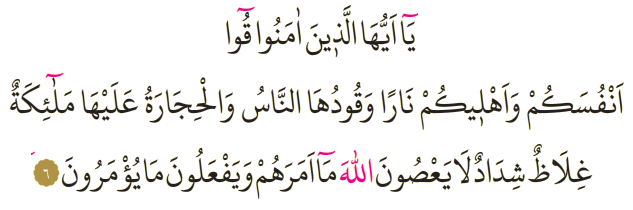 يَٓا اَيُّهَا الَّذ۪ينَ اٰمَنُوا قُٓوا
اَنْفُسَكُمْ وَاَهْل۪يكُمْ نَارًا وَقُودُهَا النَّاسُ وَالْحِجَارَةُ عَلَيْهَا مَلٰٓئِكَةٌ
غِلَاظٌ شِدَادٌ لَا يَعْصُونَ اللّٰهَ مَٓا اَمَرَهُمْ وَيَفْعَلُونَ مَا يُؤْمَرُونَ ٦